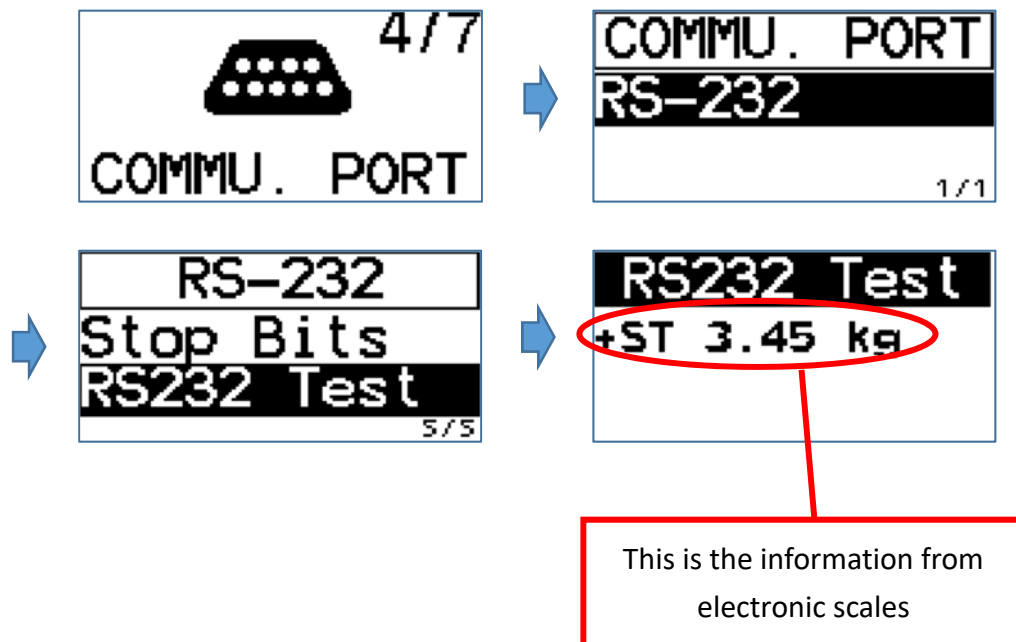 4/7
COMMU. PORT
COMMU. PORT
RS-232
1/1
RS-232
Stop Bits
RS232 Test
5/5
RS232 Test
+ST 3.45 kg
This is the information from
electronic scales